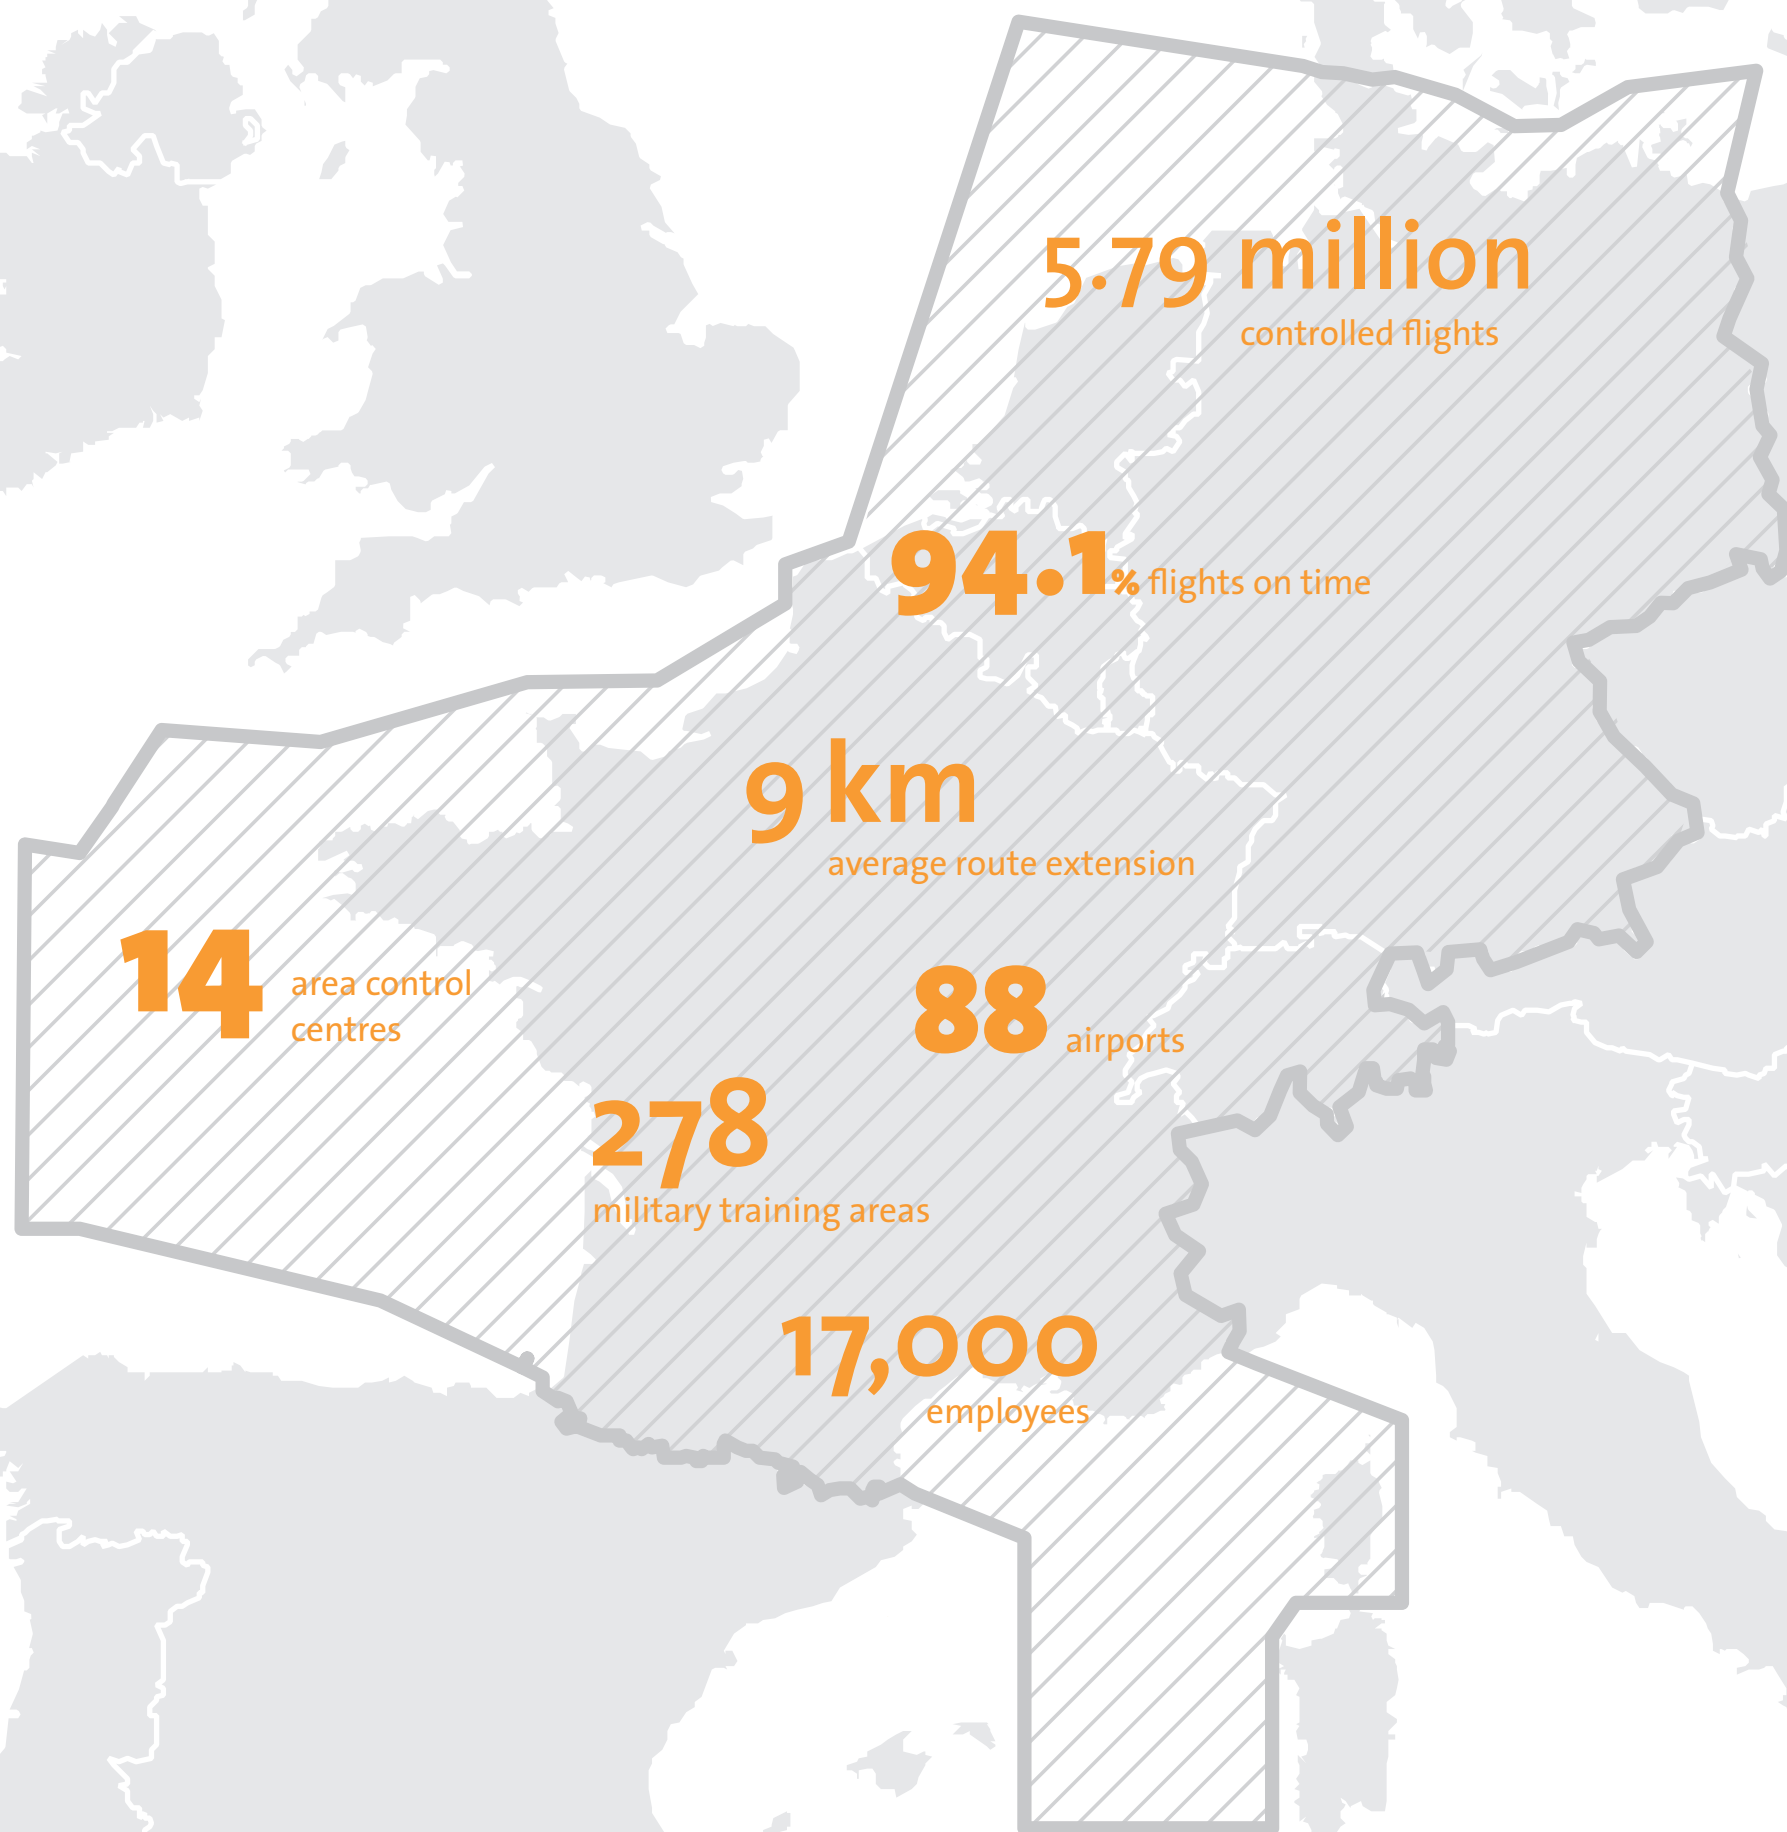 5.79 million
controlled flights
94.1% flights on time
9 km
average route extension
14 area control
centres
88 airports
278
military training areas
17,000
employees